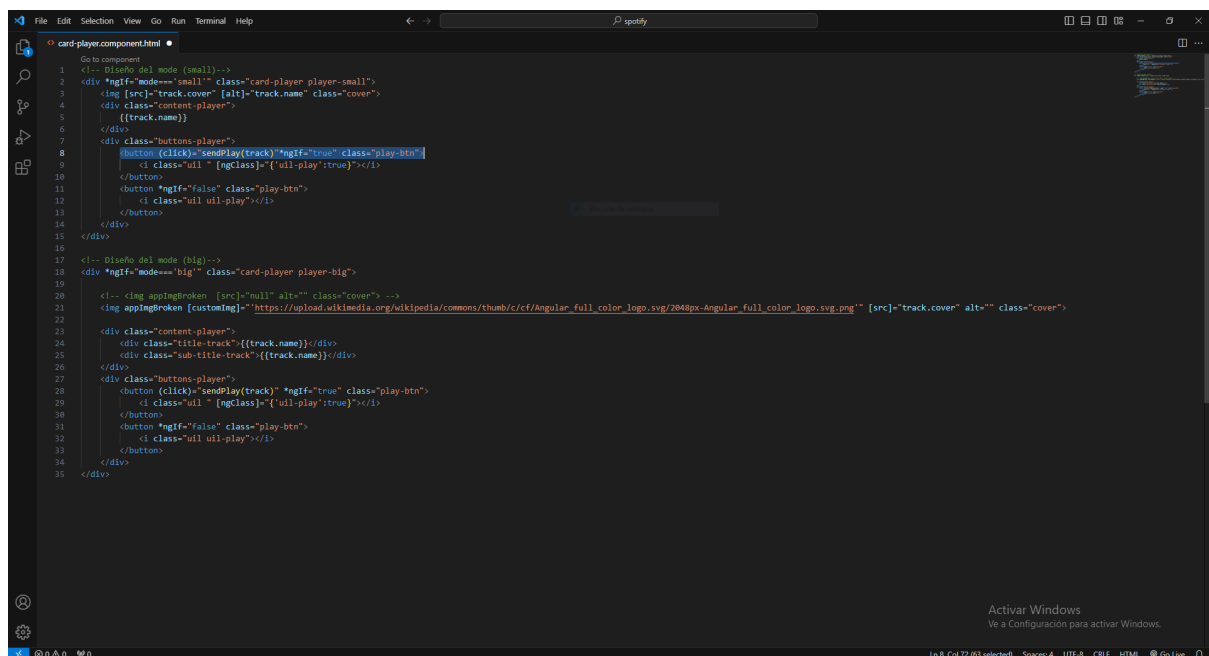 File Edit Selection View Go Run Terminal Help
spotify
card-player.component.html
Go to component
1 <!-- Diseño del mode (small)-->
2 <div *ngIf="mode==='small'" class="card-player player-small">
3 <img [src]="track.cover" [alt]="track.name" class="cover">
4 <div class="content-player">
5 {{track.name}}
6 </div>
7 <div class="buttons-player">
8 <button (click)="sendPlay(track)"*ngIf="true" class="play-btn">
9 <i class="uil " [ngClass]="{'uil-play':true}"></i>
10 </button>
11 <button *ngIf="false" class="play-btn">
12 <i class="uil uil-play"></i>
13 </button>
14 </div>
15 </div>
16
17 <!-- Diseño del mode (big)-->
18 <div *ngIf="mode==='big'" class="card-player player-big">
19
20 <!-- <img appImgBroken [src]="null" alt="" class="cover"> -->
21 <img appImgBroken [customImg]="'https://upload.wikimedia.org/wikipedia/commons/thumb/c/cf/Angular_full_color_logo.svg/2048px-Angular_full_color_logo.svg.png'" [src]="track.cover" alt="" class="cover">
22
23 <div class="content-player">
24 <div class="title-track">{{track.name}}</div>
25 <div class="sub-title-track">{{track.name}}</div>
26 </div>
27 <div class="buttons-player">
28 <button (click)="sendPlay(track)" *ngIf="true" class="play-btn">
29 <i class="uil " [ngClass]="{'uil-play':true}"></i>
30 </button>
31 <button *ngIf="false" class="play-btn">
32 <i class="uil uil-play"></i>
33 </button>
34 </div>
35 </div>
Activar Windows
Ve a Configuración para activar Windows.
0 0 0 Ln 8, Col 72 (63 selected) Spaces: 4 UTF-8 CRLF HTML Go Live